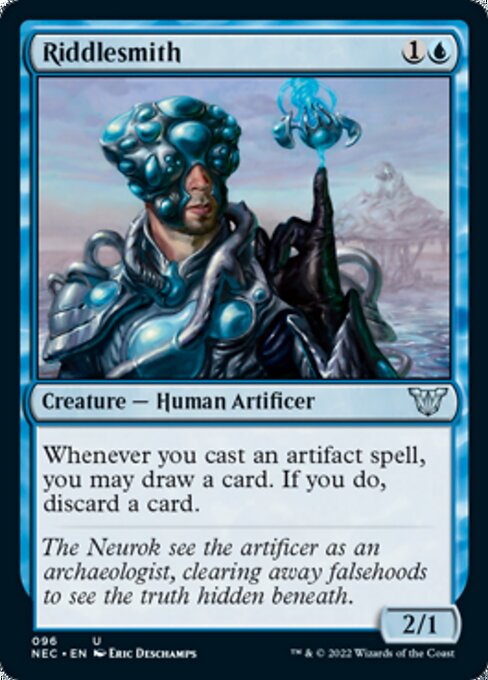 Riddlesmith 1
Creature — Human Artificer
Whenever you cast an artifact spell,
you may draw a card. If you do,
discard a card.
The Neurok see the artificer as an
archaeologist, clearing away falsehoods
to see the truth hidden beneath.
2/1
096 U
NEC • EN Eric Deschamps
™ & © 2022 Wizards of the Coast